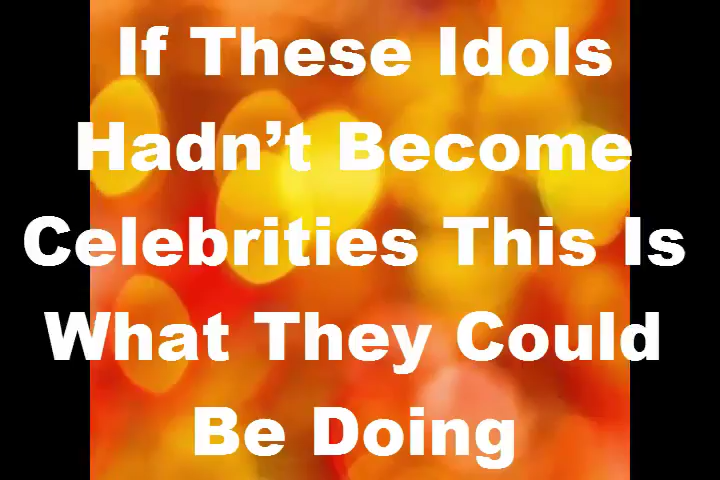 If These Idols
Hadn’t Become
Celebrities This Is
What They Could
Be Doing